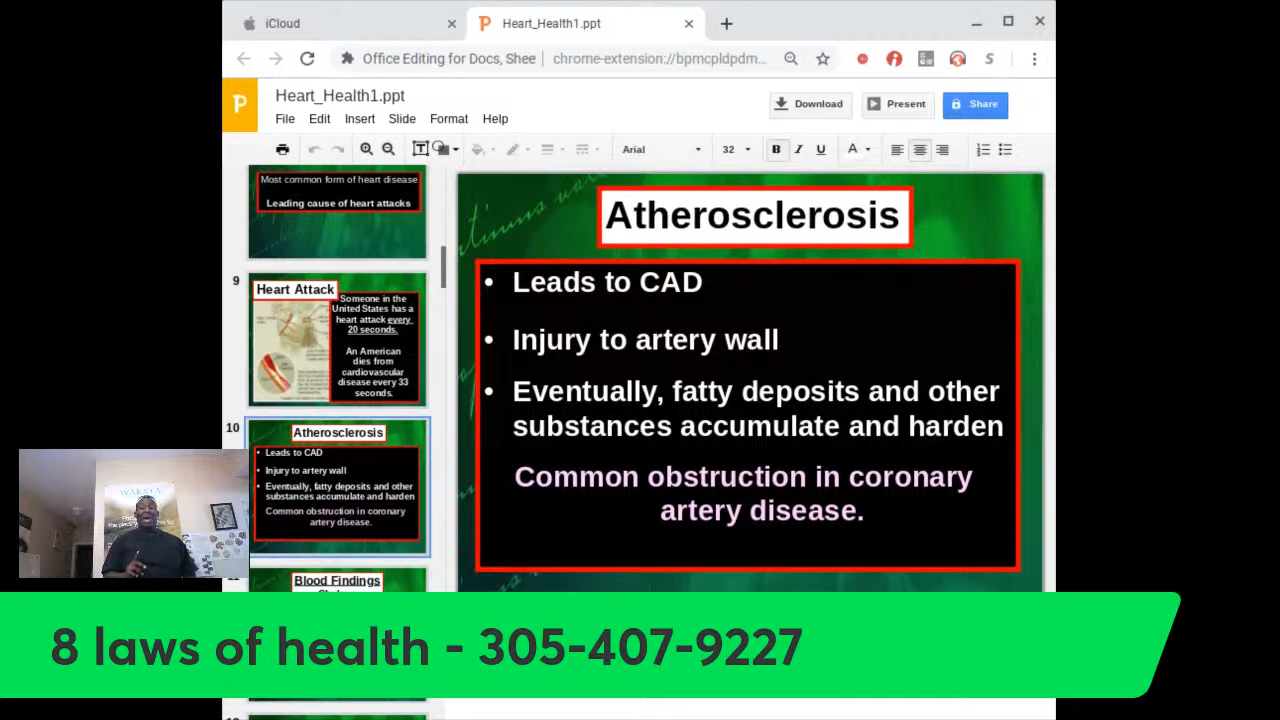 iCloud
Heart_Health1.ppt
Office Editing for Docs, Shee
chrome-extension://bpmcpldpdm...
Heart_Health1.ppt
Download
Present
Share
File Edit Insert Slide Format Help
Arial
32
B I U A
Most common form of heart disease
Leading cause of heart attacks
9
Heart Attack
Someone in the
United States has a
heart attack every
20 seconds.
An American
dies from
cardiovascular
disease every 33
seconds.
10
Atherosclerosis
• Leads to CAD
• Injury to artery wall
• Eventually, fatty deposits and other
substances accumulate and harden
Common obstruction in coronary
artery disease.
Blood Findings
Atherosclerosis
• Leads to CAD
• Injury to artery wall
• Eventually, fatty deposits and other
substances accumulate and harden
Common obstruction in coronary
artery disease.
WAKAYA
8 laws of health - 305-407-9227